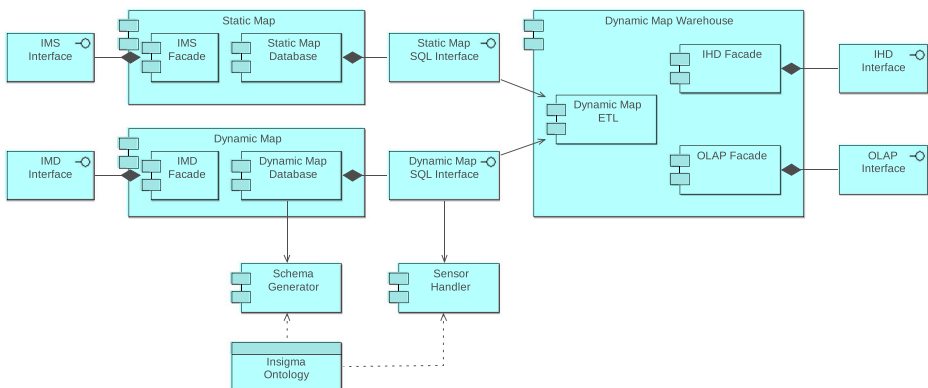 Static Map
Dynamic Map Warehouse
IMS
Interface
IMS
Facade
Static Map
Database
Static Map
SQL Interface
IHD Facade
IHD
Interface
Dynamic Map
ETL
Dynamic Map
IMD
Interface
IMD
Facade
Dynamic Map
Database
Dynamic Map
SQL Interface
OLAP Facade
OLAP
Interface
Schema
Generator
Sensor
Handler
Insigma
Ontology